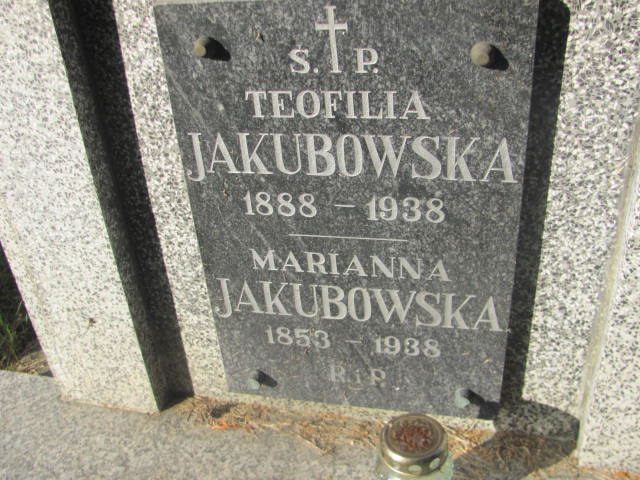 S. P.
TEOFILIA
JAKUBOWSKA
1888 - 1938
MARIANNA
JAKUBOWSKA
1853 - 1938
R.I.P.